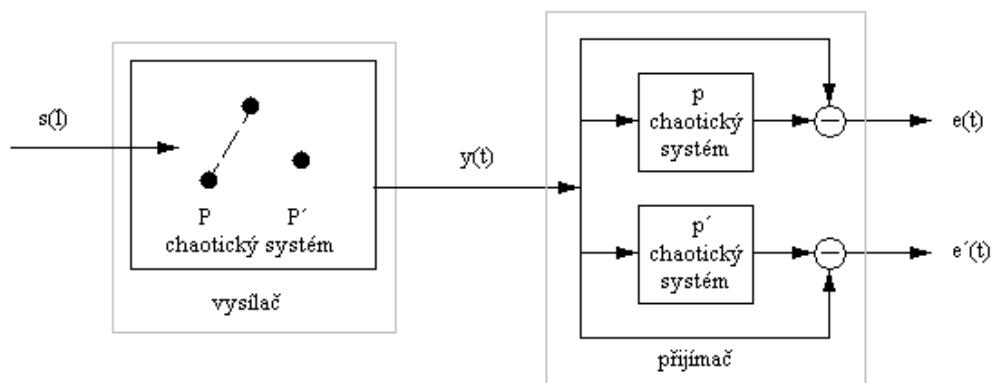 s(l)
P P´
chaotický systém
vysílač
y(t)
p
chaotický
systém
e(t)
p´
chaotický
systém
e´(t)
přijímač